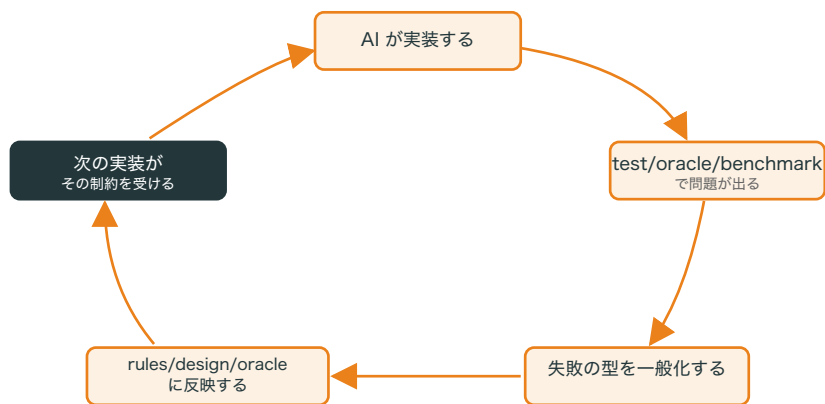 AI が実装する
test/oracle/benchmark
で問題が出る
失敗の型を一般化する
rules/design/oracle
に反映する
次の実装が
その制約を受ける